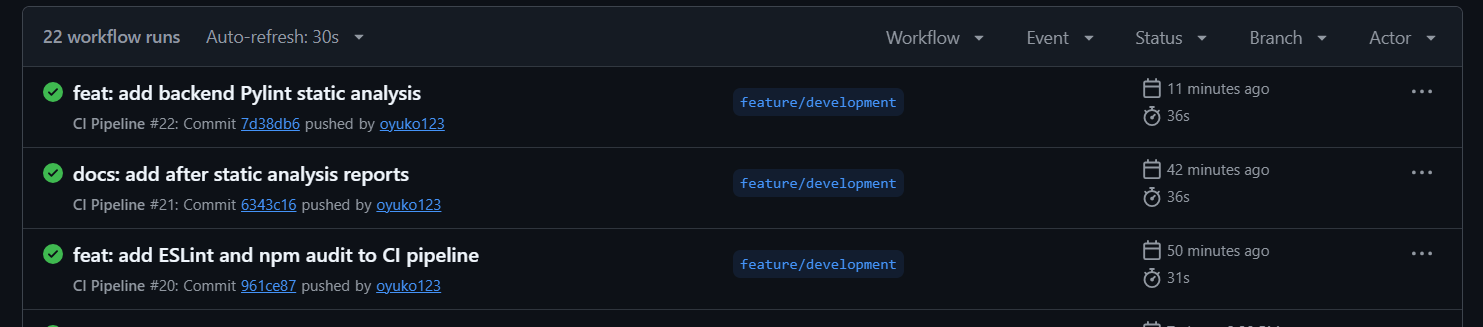 22 workflow runs Auto-refresh: 30s Workflow Event Status Branch Actor
feat: add backend Pylint static analysis
CI Pipeline #22: Commit 7d38db6 pushed by oyuko123
feature/development
11 minutes ago
36s
docs: add after static analysis reports
CI Pipeline #21: Commit 6343c16 pushed by oyuko123
feature/development
42 minutes ago
36s
feat: add ESLint and npm audit to CI pipeline
CI Pipeline #20: Commit 961ce87 pushed by oyuko123
feature/development
50 minutes ago
31s